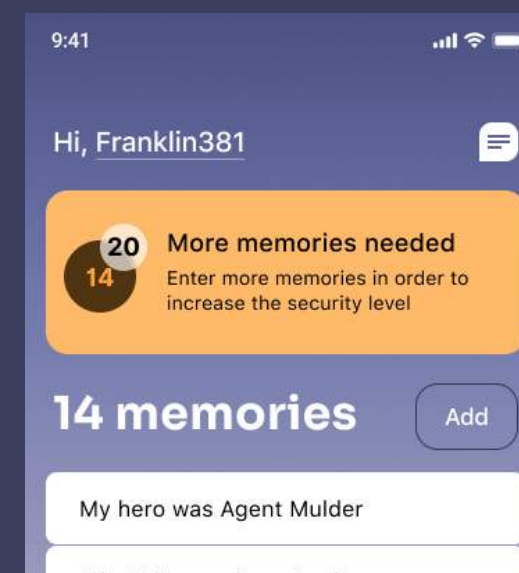 9:41
Hi, Franklin381
20
14
More memories needed
Enter more memories in order to
increase the security level
14 memories
Add
My hero was Agent Mulder